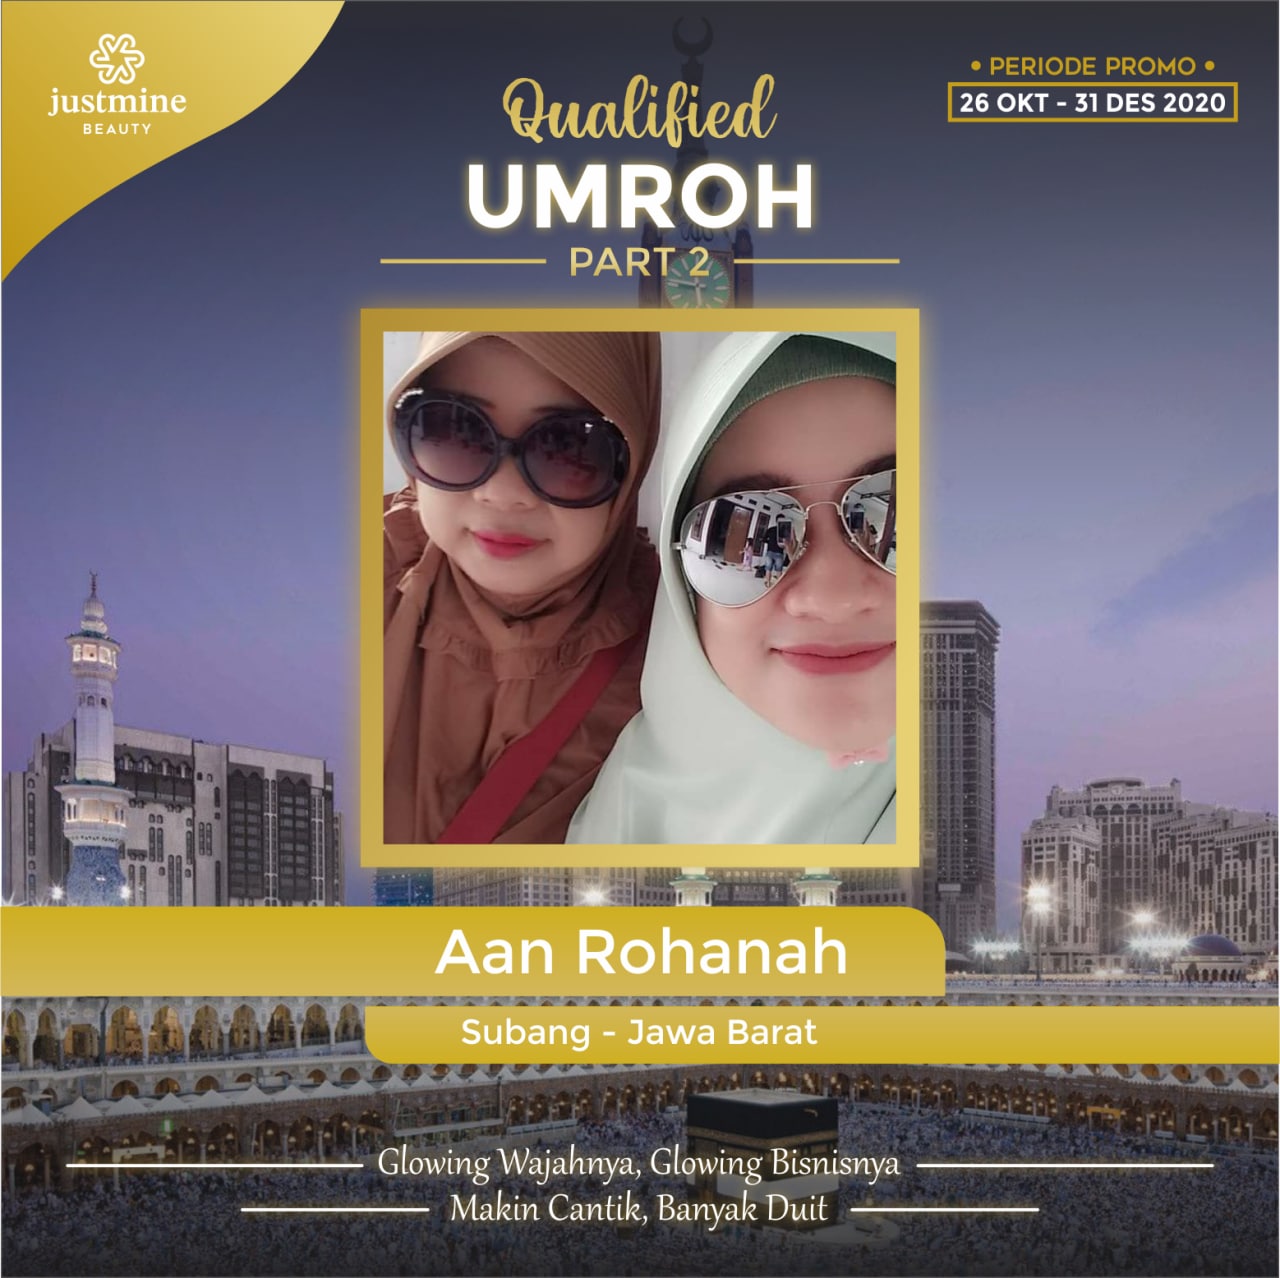 justmine
BEAUTY
• PERIODE PROMO •
26 OKT - 31 DES 2020
Qualified
UMROH
PART 2
Aan Rohanah
Subang - Jawa Barat
Glowing Wajahnya, Glowing Bisnisnya
Makin Cantik, Banyak Duit